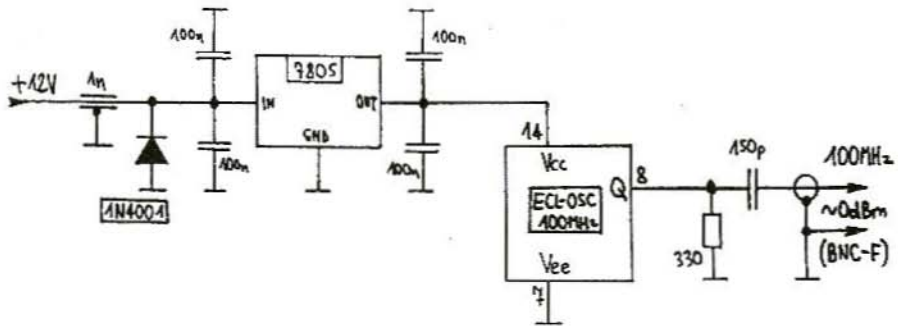 +12V
1n
100n
100n
7805
IN
OUT
GND
100n
100n
1N4001
14
Vcc
ECL-OSC
100MHz
Q
8
Vee
7
330
150p
100MHz
~0dBm
(BNC-F)